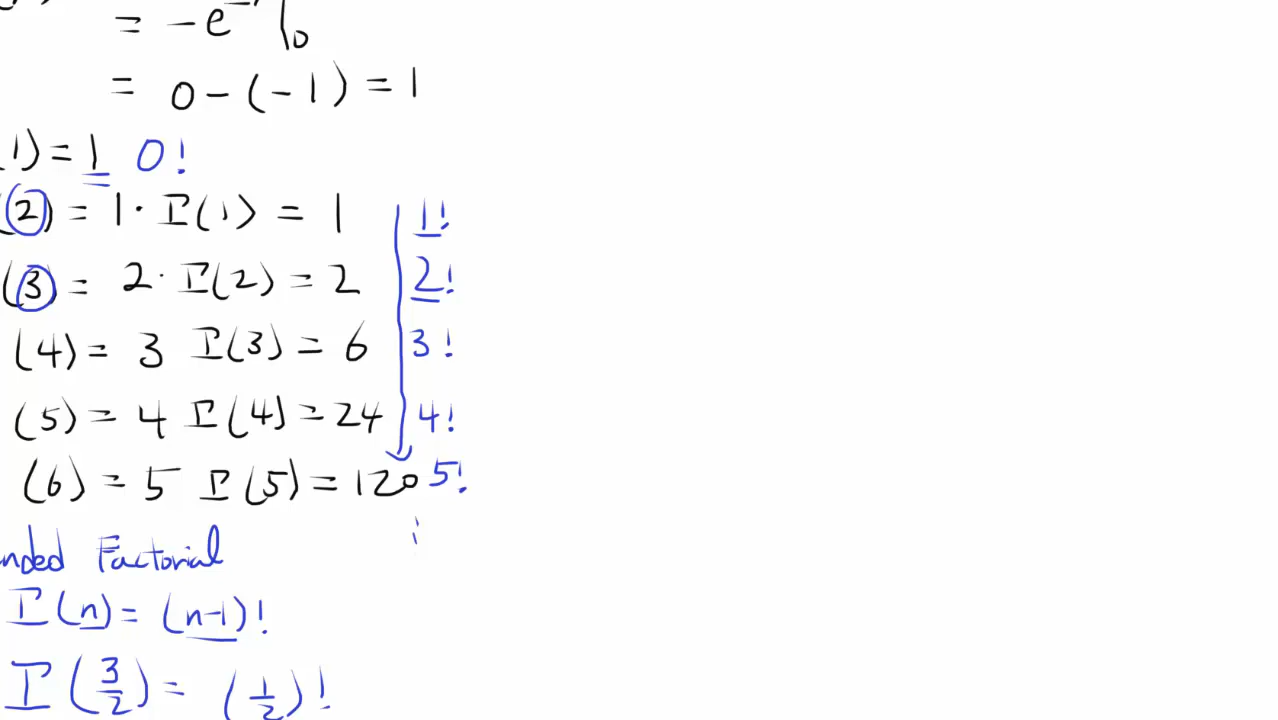 = -e⁻ |₀
= 0 - (-1) = 1
1) = 1 0!
(2) = 1 · Γ(1) = 1 1!
(3) = 2 · Γ(2) = 2 2!
(4) = 3 Γ(3) = 6 3!
(5) = 4 Γ(4) = 24 4!
(6) = 5 Γ(5) = 120 5!
nded Factorial
Γ(n) = (n-1)!
Γ(3/2) = (1/2)!